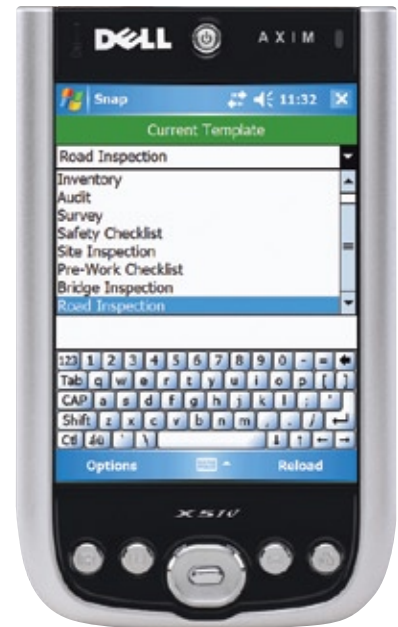 DELL AXIM
Snap 11:32
Current Template
Road Inspection
Inventory
Audit
Survey
Safety Checklist
Site Inspection
Pre-Work Checklist
Bridge Inspection
Road Inspection
123 1 2 3 4 5 6 7 8 9 0 - =
Tab q w e r t y u i o p [ ]
CAP a s d f g h j k l ; '
Shift z x c v b n m , . /
Ctl áü ` \
Options Reload
X51v